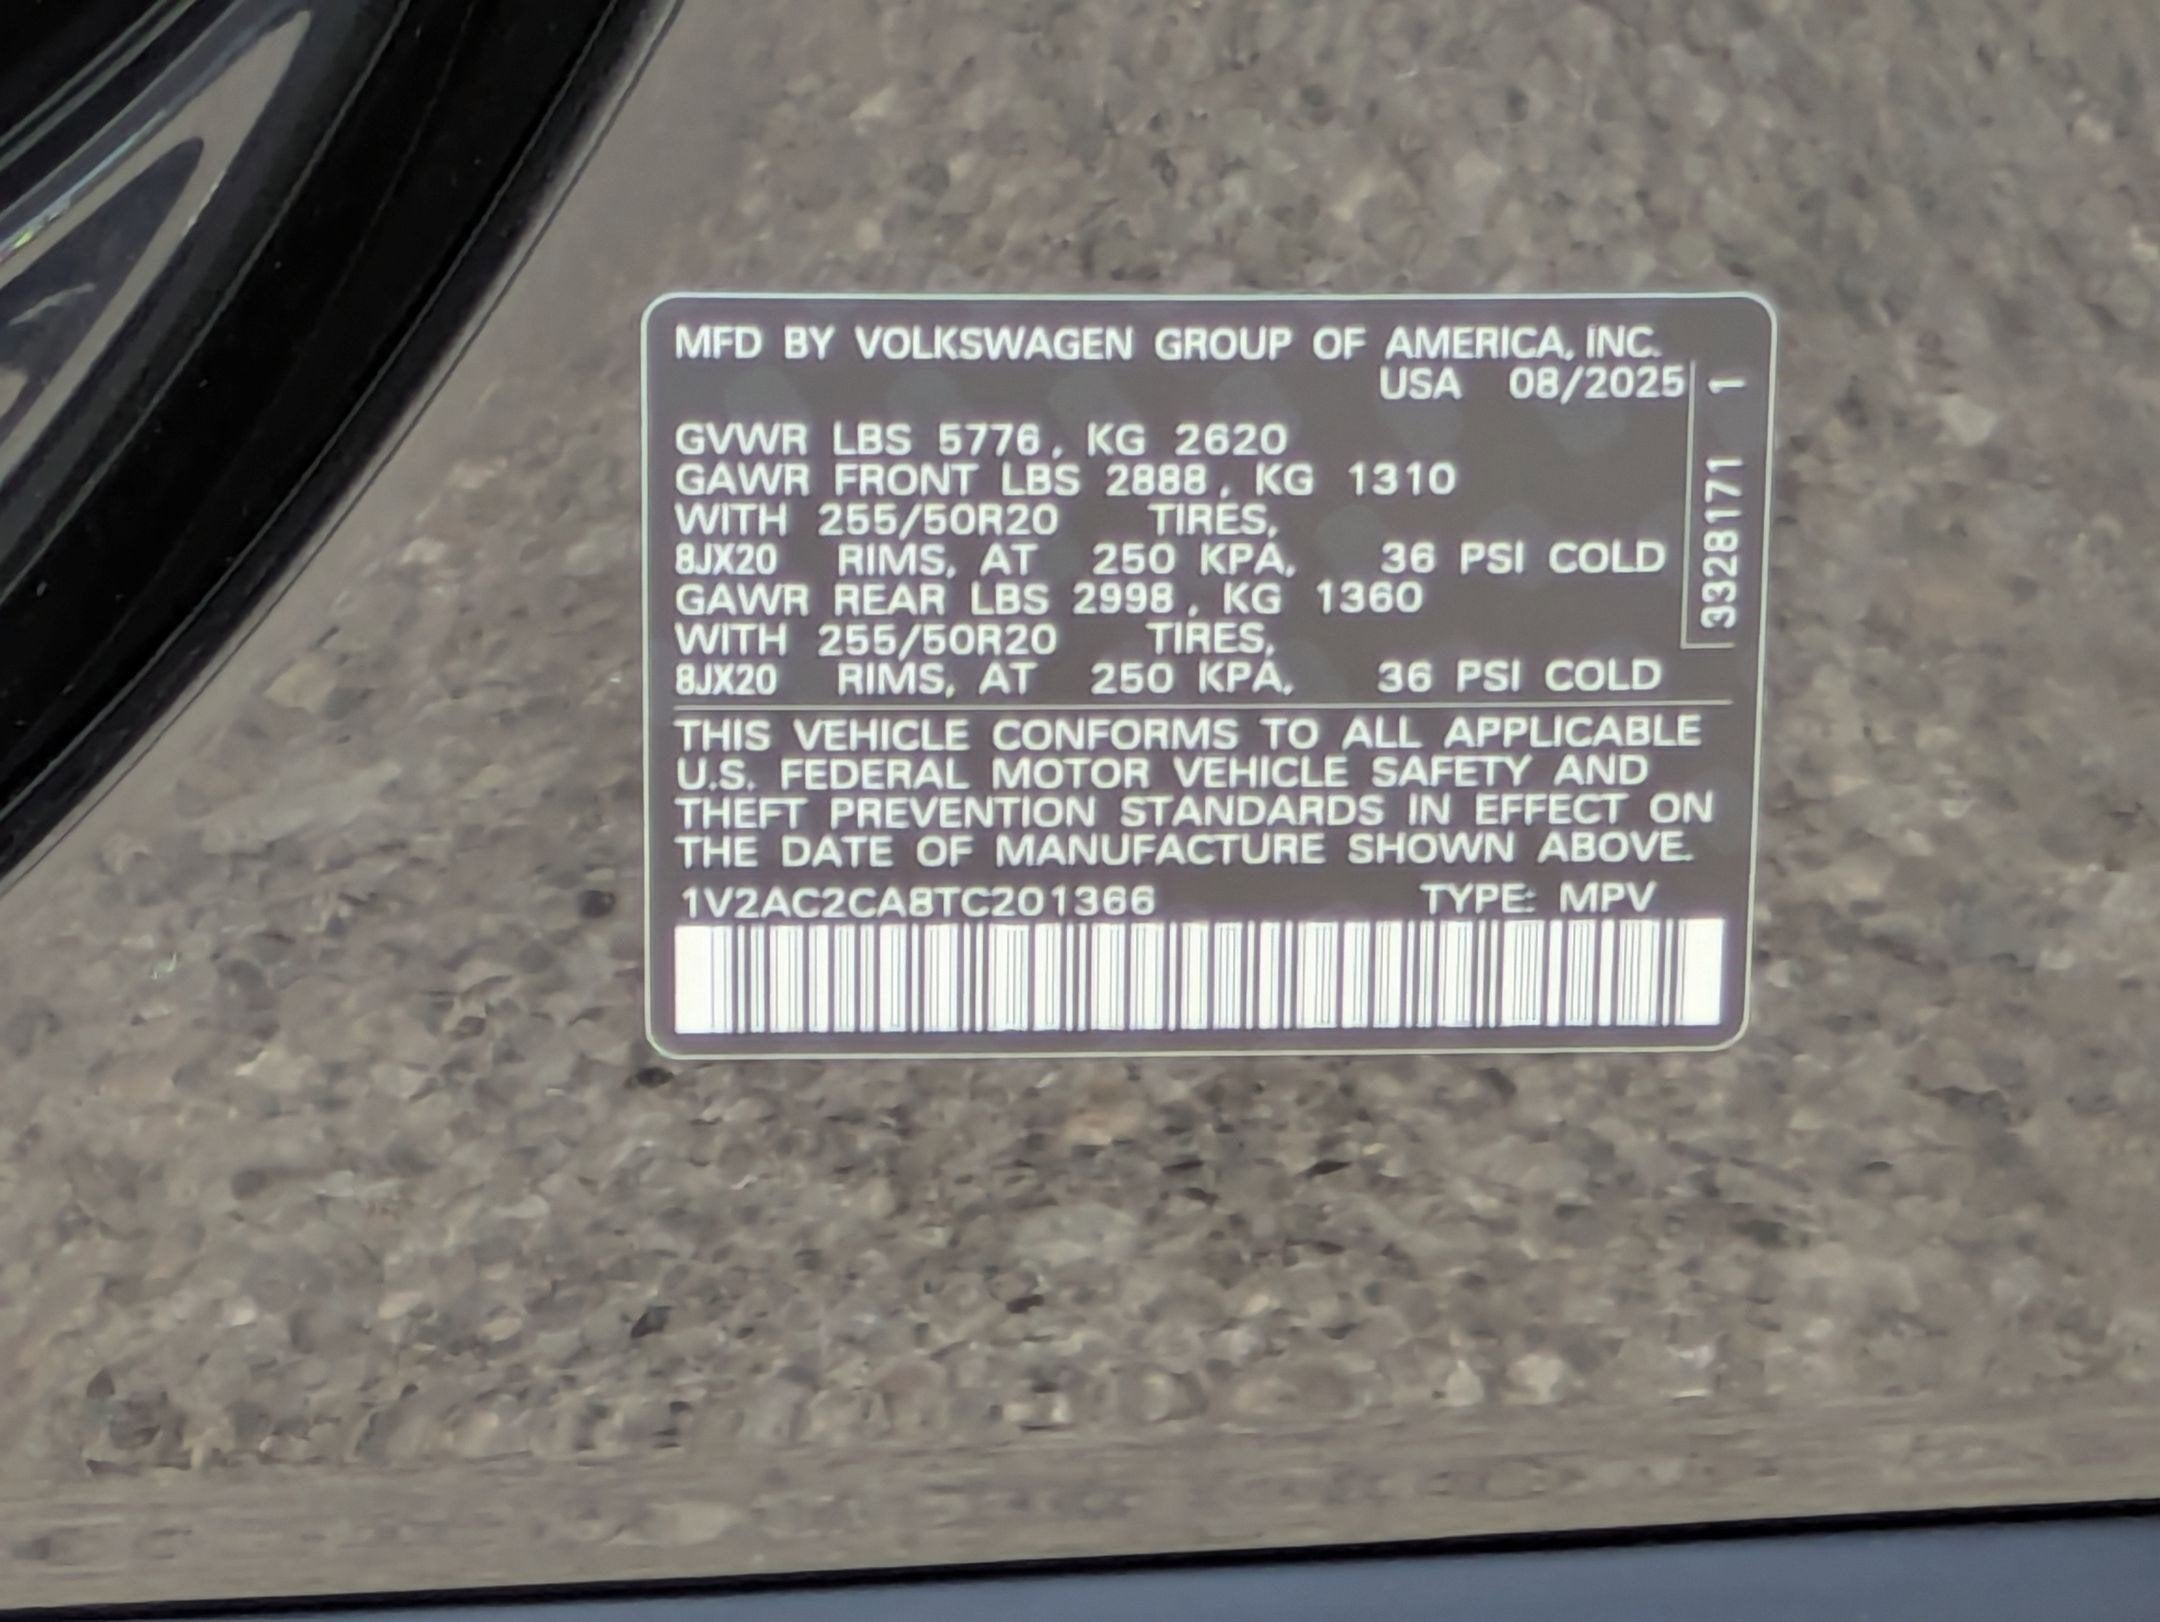 MFD BY VOLKSWAGEN GROUP OF AMERICA, INC.
USA 08/2025
GVWR LBS 5776, KG 2620
GAWR FRONT LBS 2888, KG 1310
WITH 255/50R20 TIRES,
8JX20 RIMS, AT 250 KPA, 36 PSI COLD
GAWR REAR LBS 2998, KG 1360
WITH 255/50R20 TIRES,
8JX20 RIMS, AT 250 KPA, 36 PSI COLD
33281171 1
THIS VEHICLE CONFORMS TO ALL APPLICABLE
U.S. FEDERAL MOTOR VEHICLE SAFETY AND
THEFT PREVENTION STANDARDS IN EFFECT ON
THE DATE OF MANUFACTURE SHOWN ABOVE.
1V2AC2CA8TC201366 TYPE: MPV